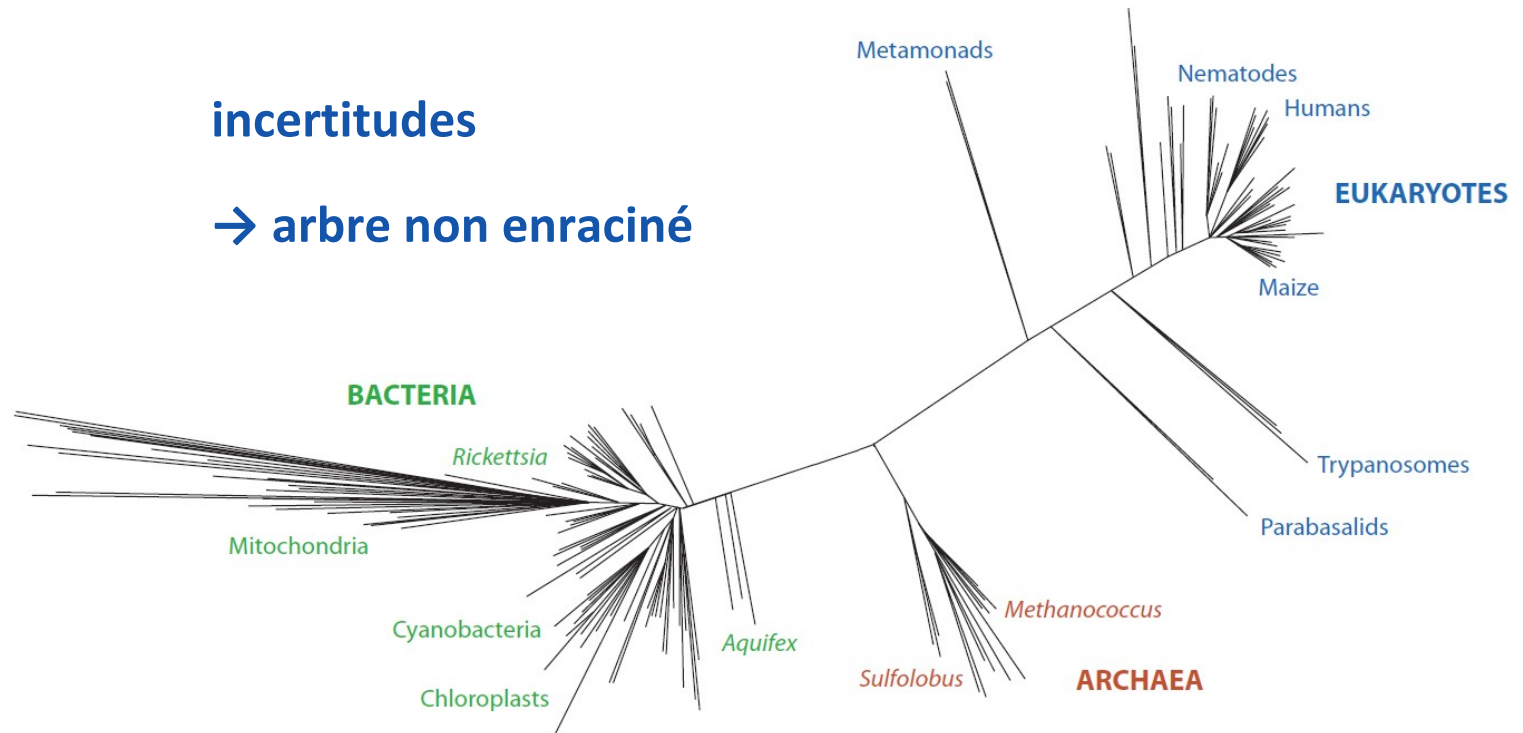 Metamonads
Nematodes
Humans
incertitudes
EUKARYOTES
→ arbre non enraciné
Maize
BACTERIA
Rickettsia
Trypanosomes
Parabasalids
Mitochondria
Methanococcus
Cyanobacteria
Aquifex
Sulfolobus
ARCHAEA
Chloroplasts